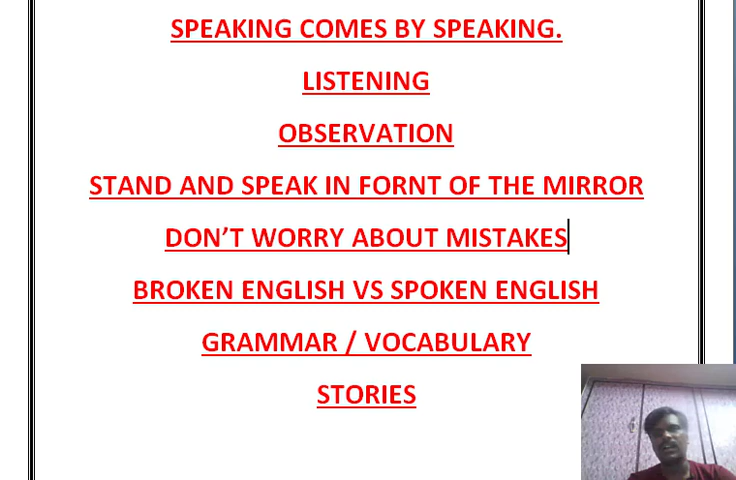 SPEAKING COMES BY SPEAKING.
LISTENING
OBSERVATION
STAND AND SPEAK IN FORNT OF THE MIRROR
DON’T WORRY ABOUT MISTAKES
BROKEN ENGLISH VS SPOKEN ENGLISH
GRAMMAR / VOCABULARY
STORIES